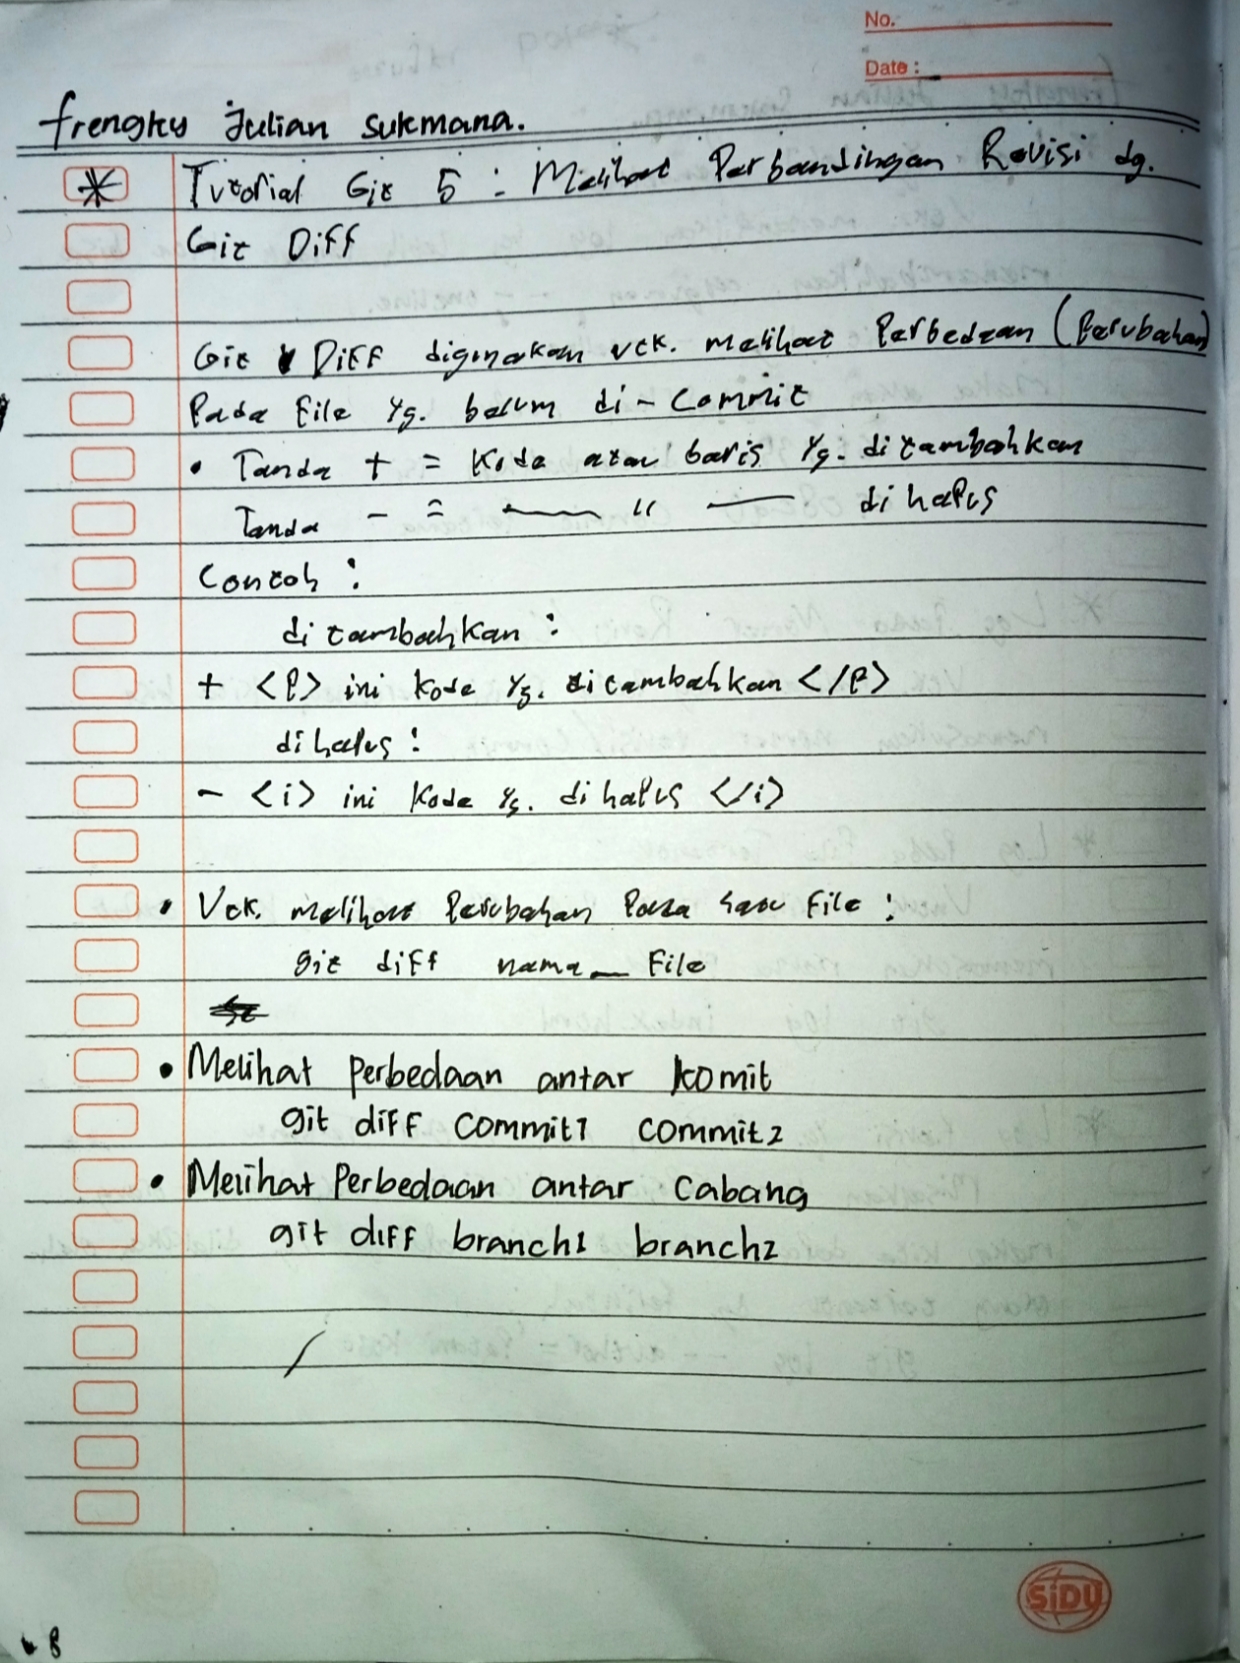 No.
Date :
frengky Julian sukmana.
* Tutorial Git 5 : Melihat Perbandingan Revisi dg.
Git Diff
Git Diff digunakan utk. melihat Perbedaan (Perubahan)
Pada File yg. belum di - Commit
• Tanda + = Kode atau baris yg. ditambahkan
Tanda - = —— " —— dihapus
Contoh :
ditambahkan :
+ <P> ini kode yg. ditambahkan </P>
dihapus :
- <i> ini kode yg. dihapus </i>
• Utk. melihat Perubahan Pada satu File :
git diff nama_File
• Melihat Perbedaan antar komit
git diff commit1 commit2
• Melihat Perbedaan antar Cabang
git diff branch1 branch2
SiDU